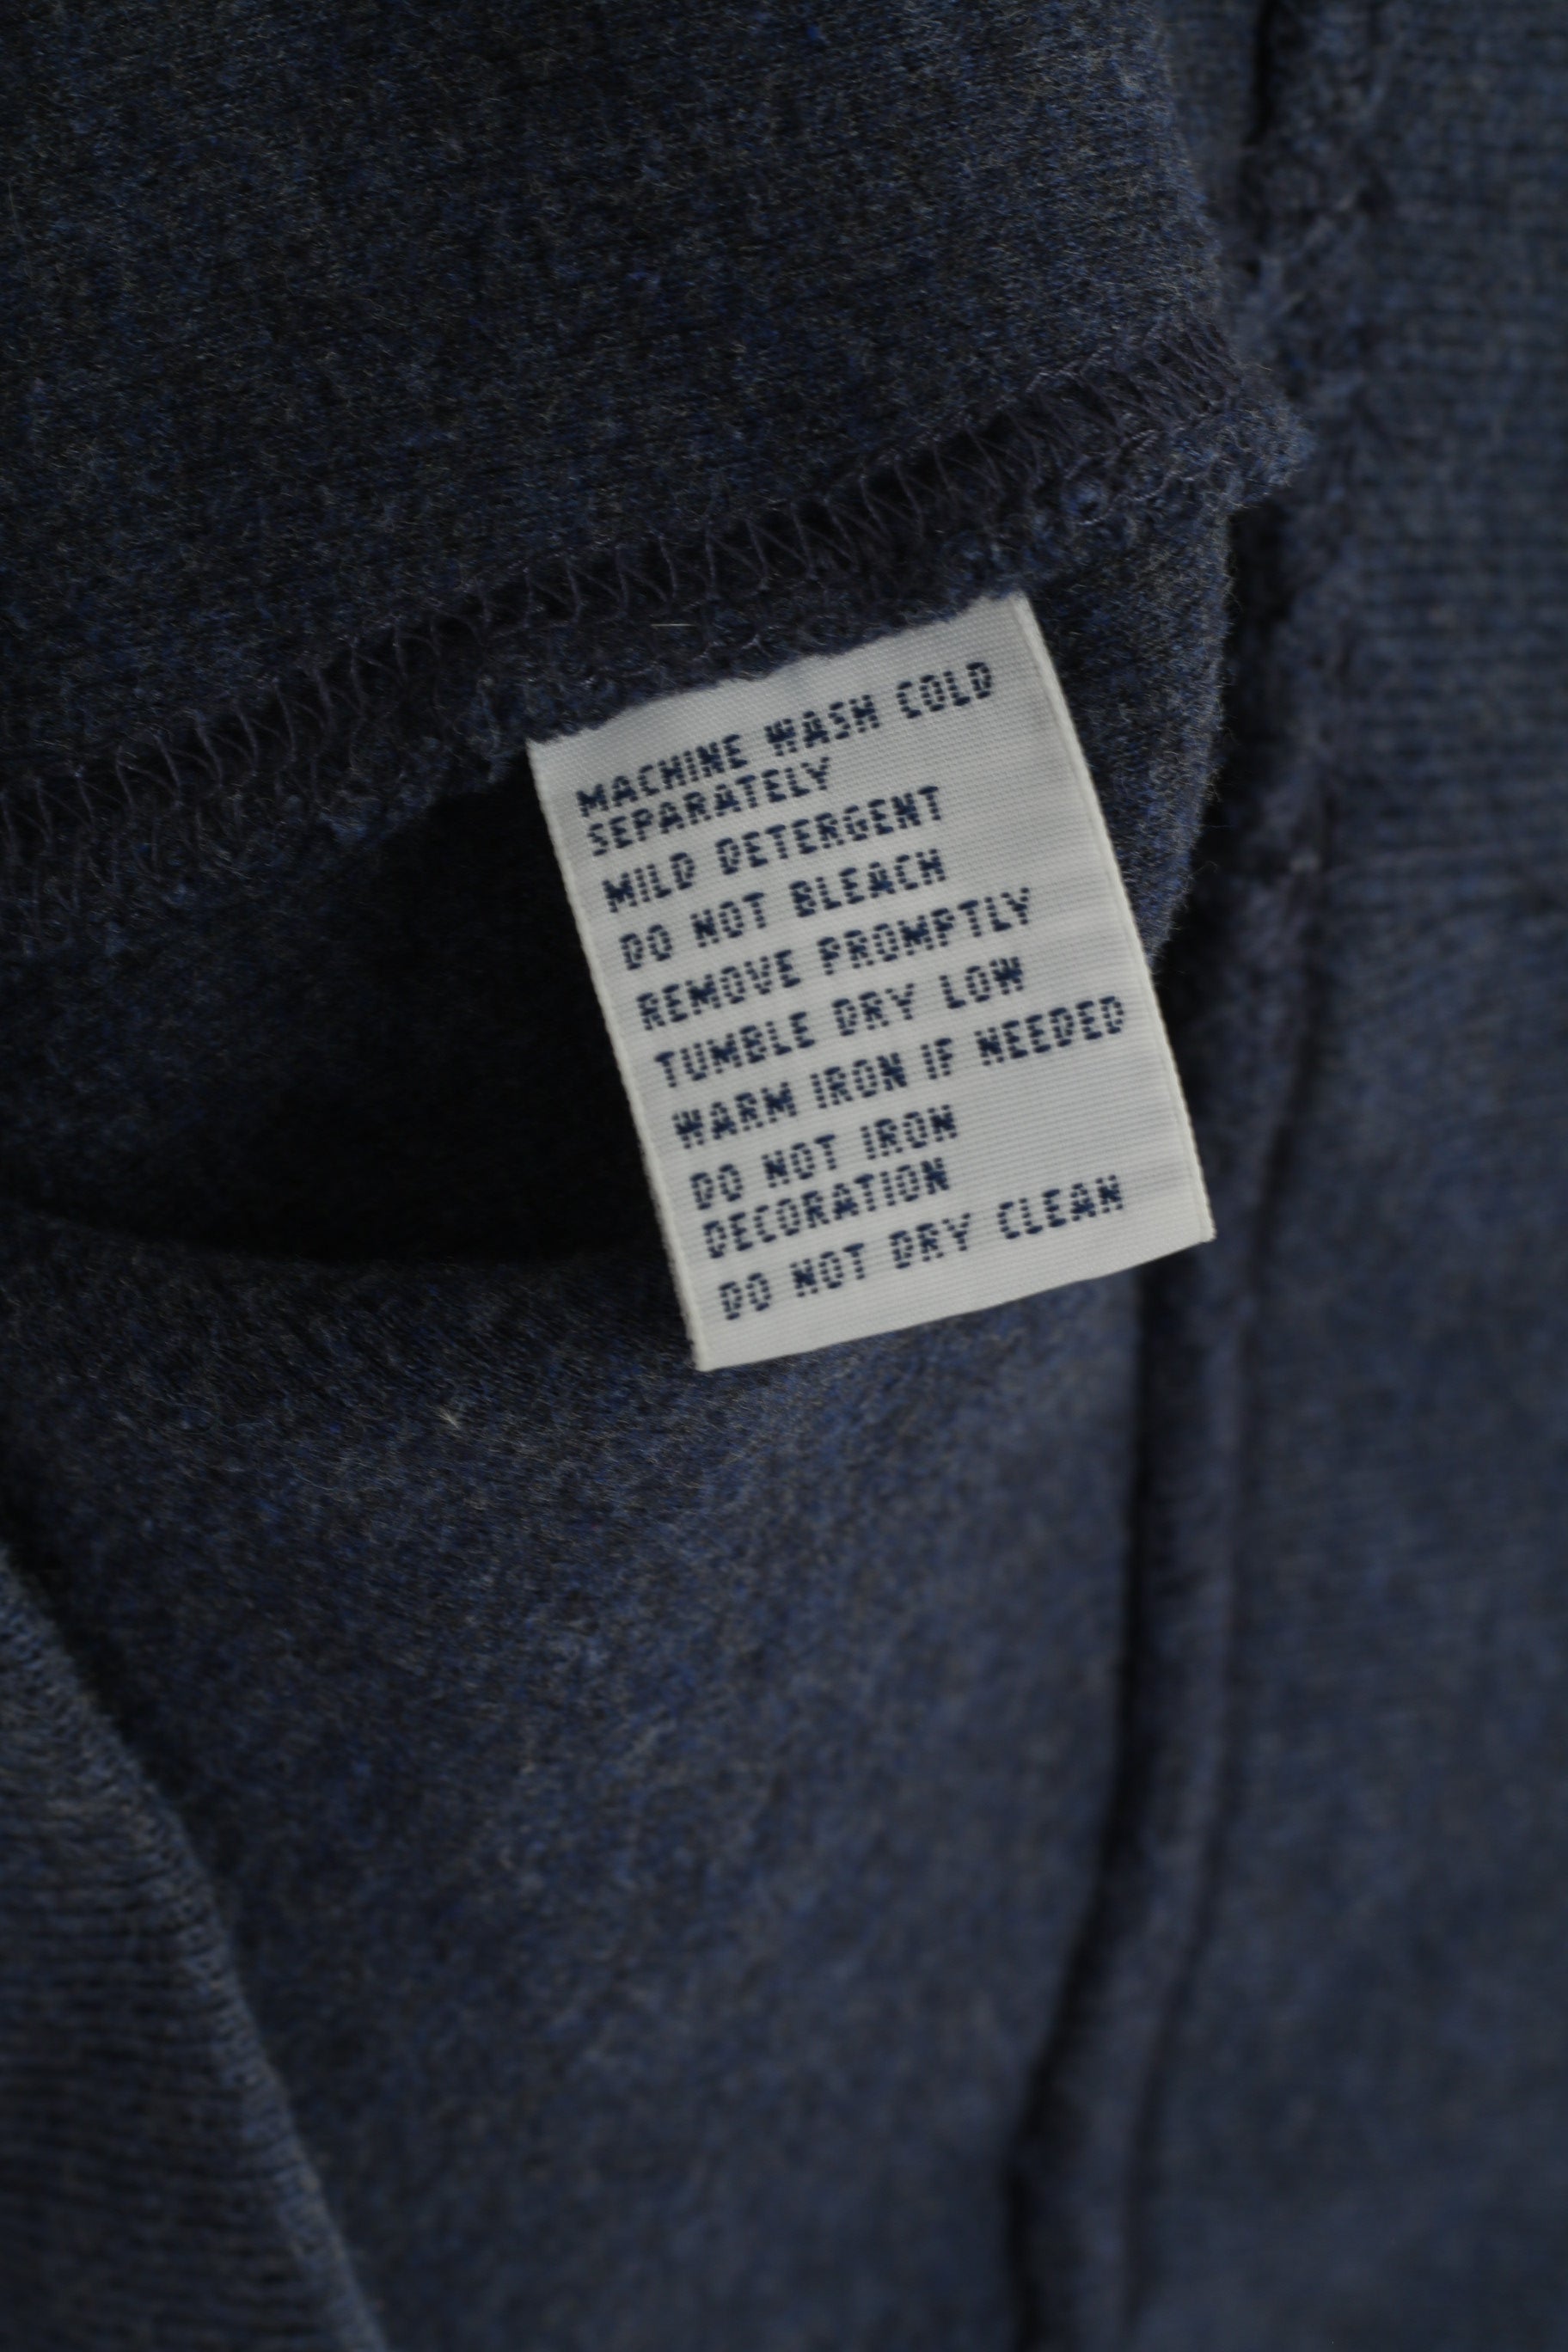 MACHINE WASH COLD
SEPARATELY
MILD DETERGENT
DO NOT BLEACH
REMOVE PROMPTLY
TUMBLE DRY LOW
WARM IRON IF NEEDED
DO NOT IRON
DECORATION
DO NOT DRY CLEAN